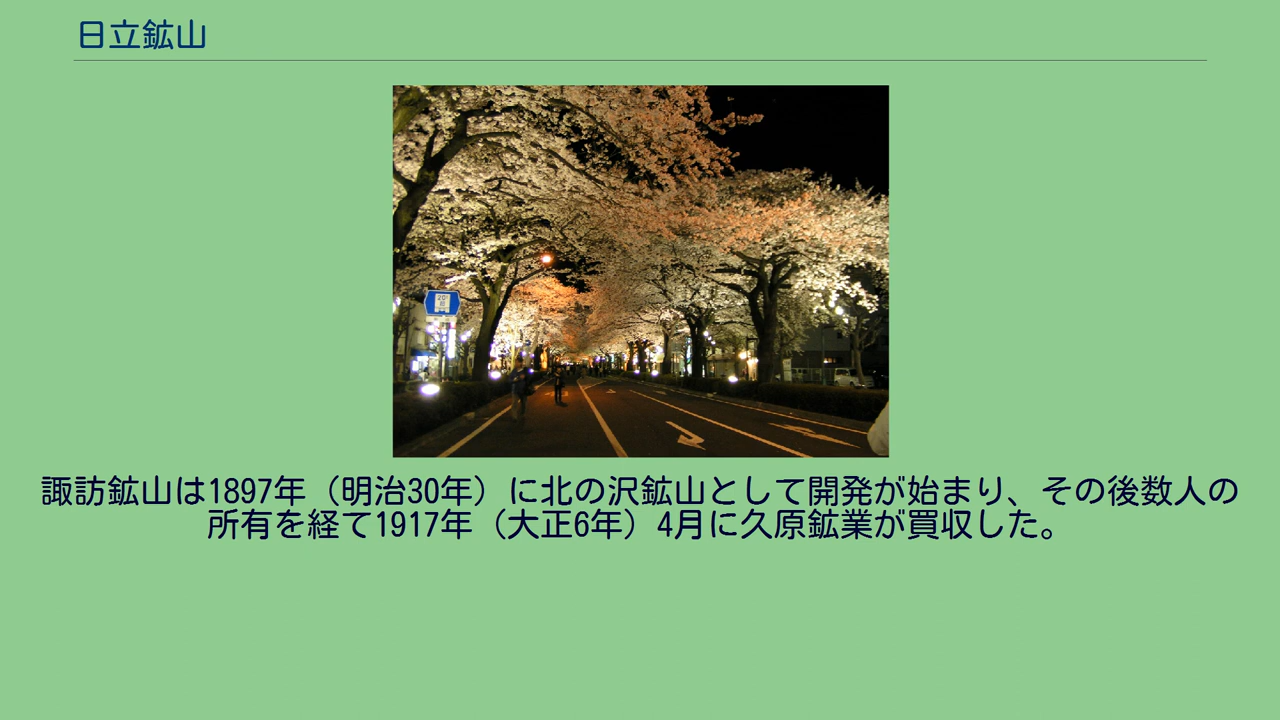 日立鉱山
諏訪鉱山は1897年（明治30年）に北の沢鉱山として開発が始まり、その後数人の
所有を経て1917年（大正6年）4月に久原鉱業が買収した。